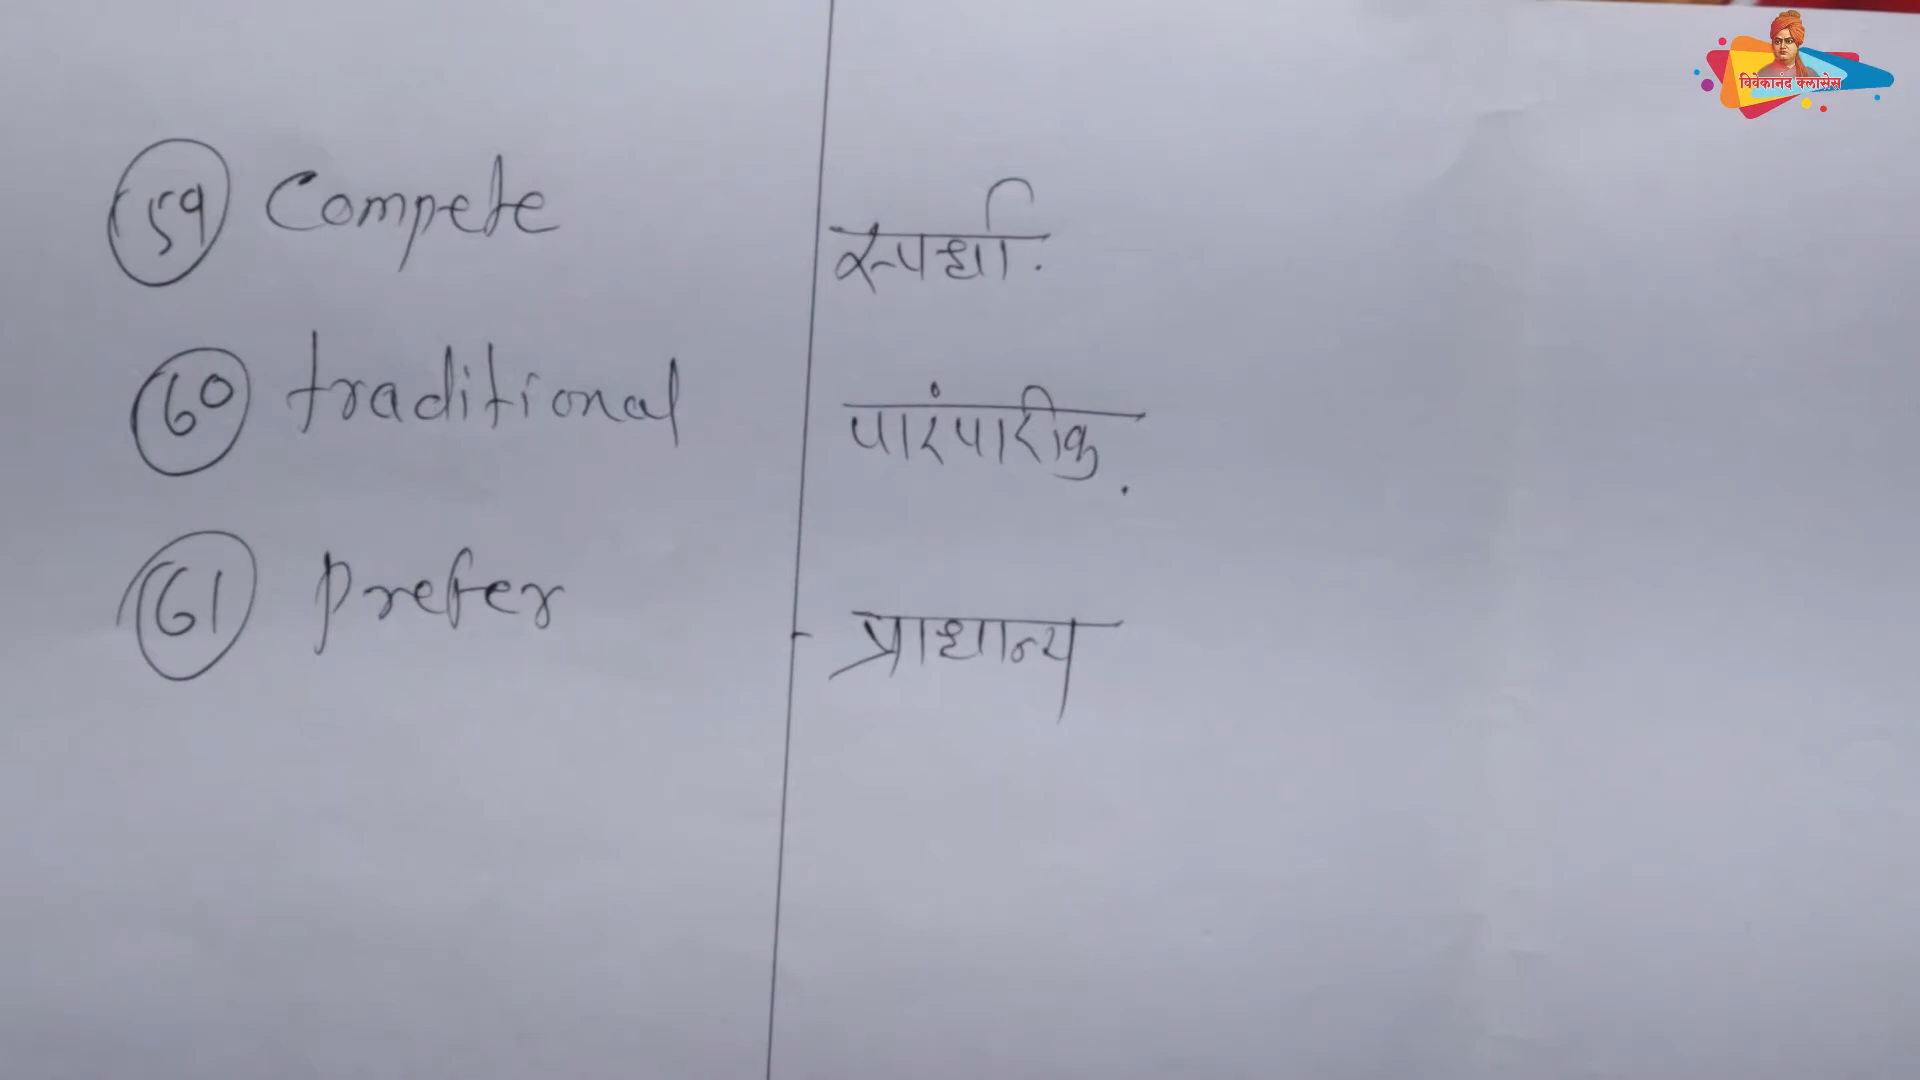 विवेकानंद क्लासेस
59 Compete स्पर्धा.
60 traditional पारंपारीक.
61 prefer - प्राधान्य